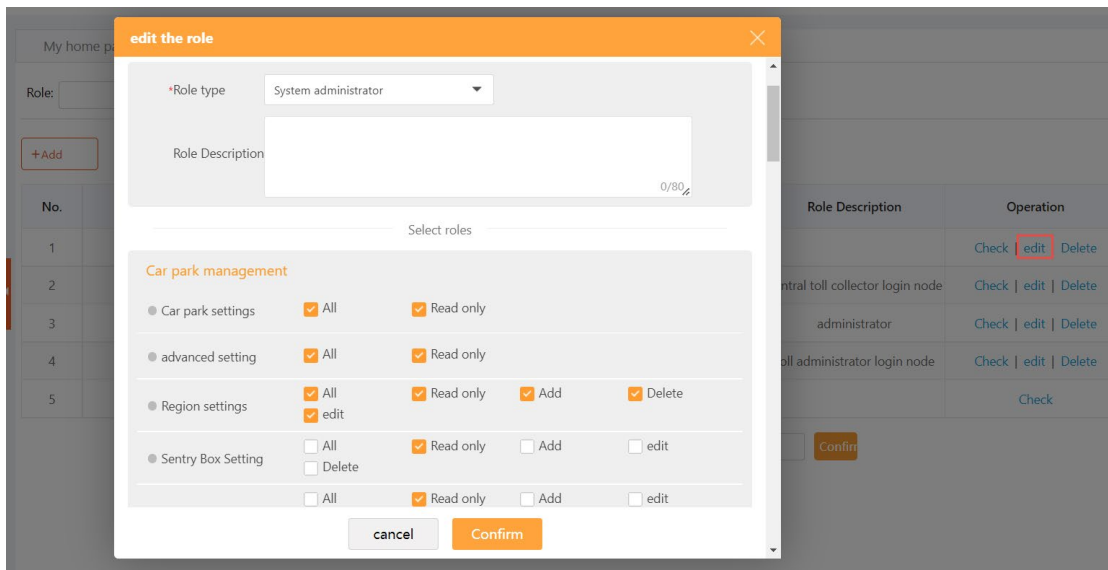 My home pa
edit the role
Role:
*Role type System administrator
+Add
Role Description
0/80
No. Role Description Operation
Select roles
1 Check | edit | Delete
Car park management
2 ntral toll collector login node Check | edit | Delete
Car park settings All Read only
3 administrator Check | edit | Delete
advanced setting All Read only
4 oll administrator login node Check | edit | Delete
Region settings All Read only Add Delete
edit
5 Check
Sentry Box Setting All Read only Add edit
Delete
Confirm
All Read only Add edit
cancel Confirm